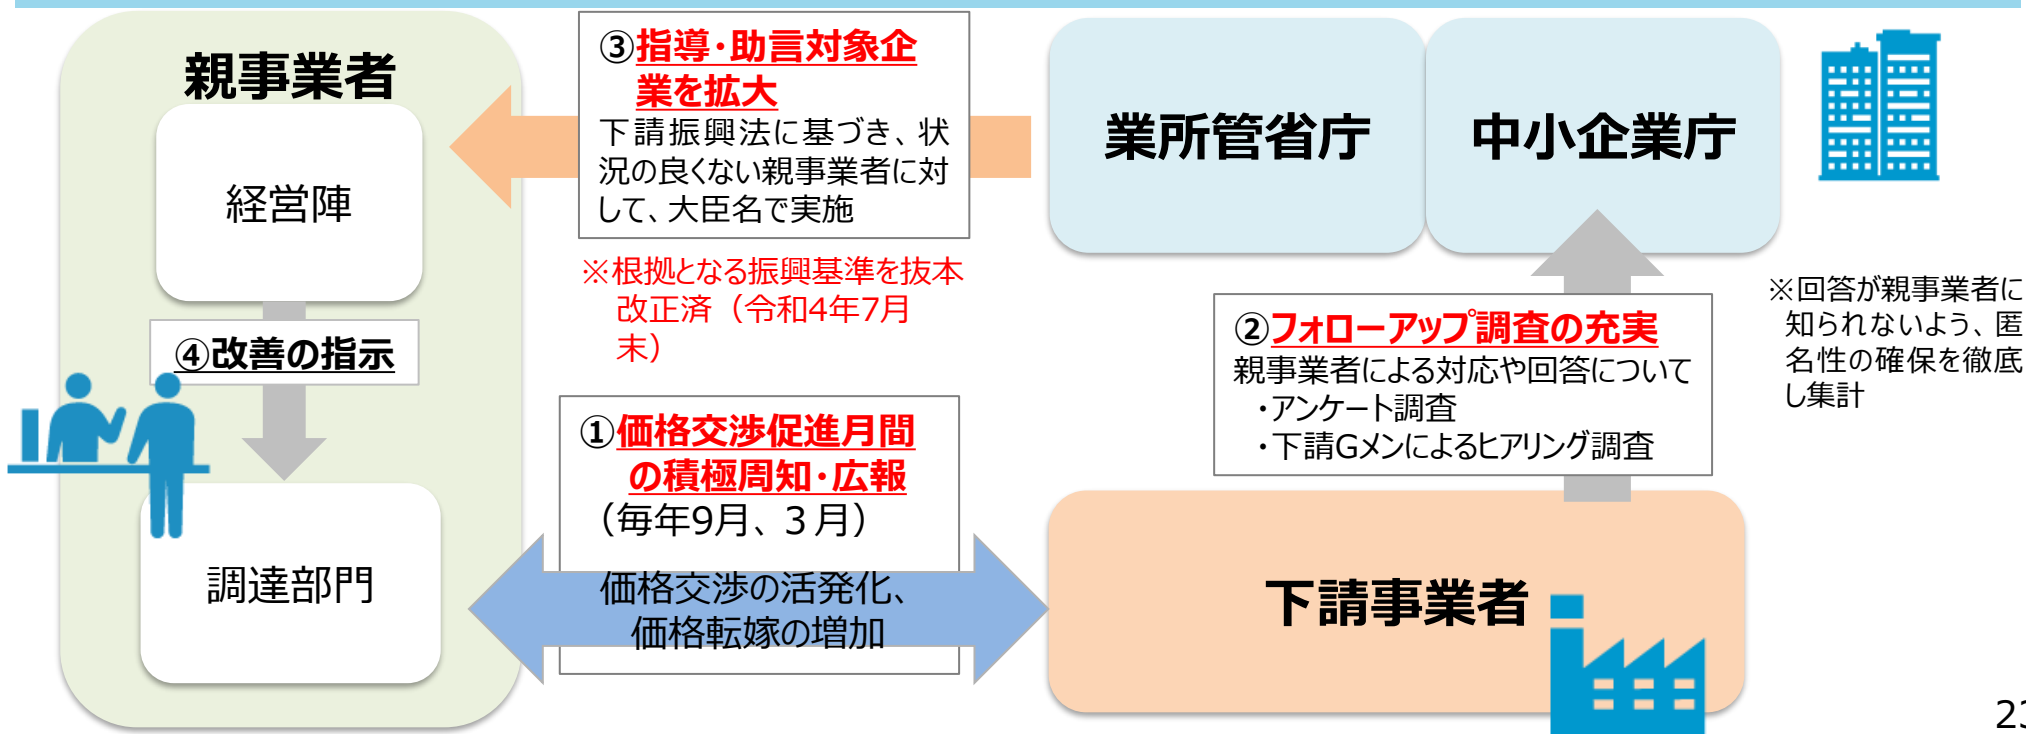 親事業者
経営陣
④改善の指示
調達部門
③指導・助言対象企
業を拡大
下請振興法に基づき、状
況の良くない親事業者に対
して、大臣名で実施
※根拠となる振興基準を抜本
改正済（令和4年7月
末）
①価格交渉促進月間
の積極周知・広報
（毎年9月、３月）
価格交渉の活発化、
価格転嫁の増加
業所管省庁
中小企業庁
②フォローアップ調査の充実
親事業者による対応や回答について
・アンケート調査
・下請Gメンによるヒアリング調査
※回答が親事業者に
知られないよう、匿
名性の確保を徹底
し集計
下請事業者